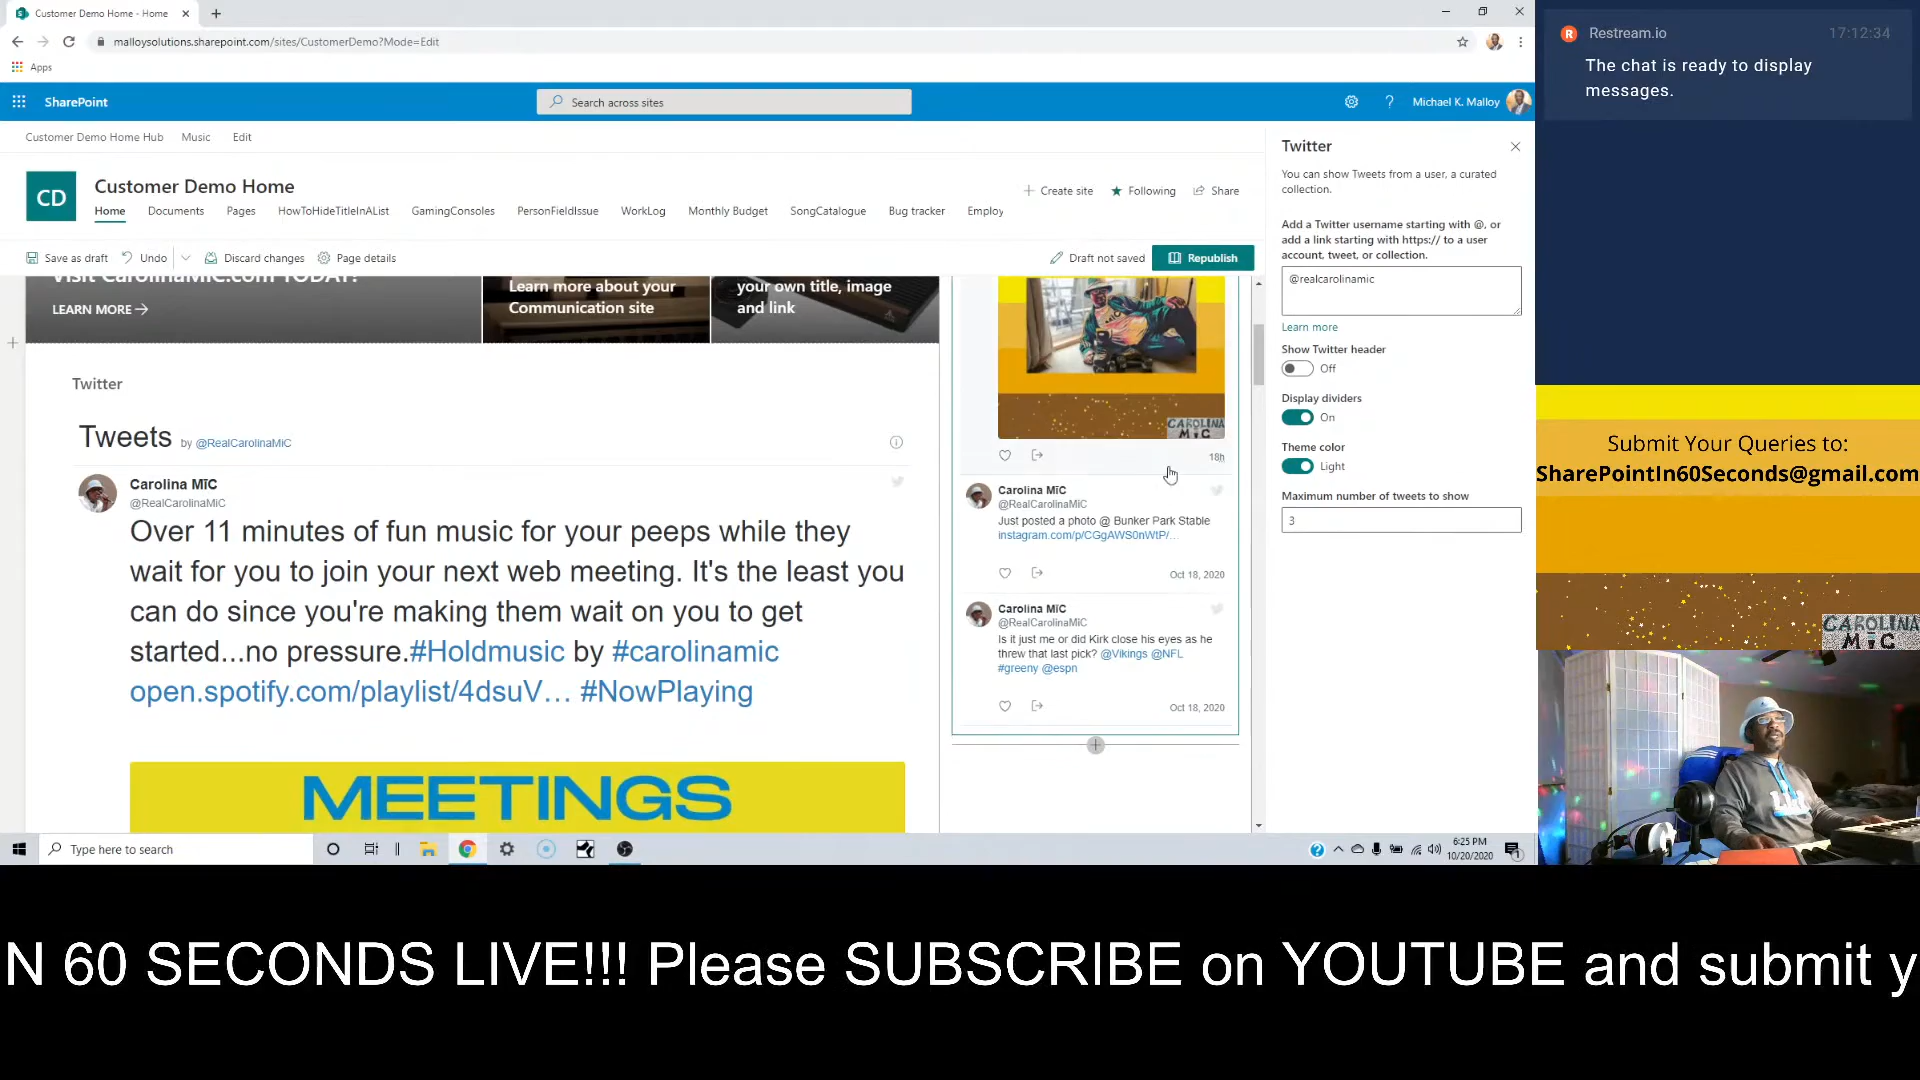 Customer Demo Home - Home
malloysolutions.sharepoint.com/sites/CustomerDemo?Mode=Edit
Apps
SharePoint
Search across sites
Michael K. Malloy
Customer Demo Home Hub
Music
Edit
CD
Customer Demo Home
Create site
Following
Share
Home
Documents
Pages
HowToHideTitleInAList
GamingConsoles
PersonFieldIssue
WorkLog
Monthly Budget
SongCatalogue
Bug tracker
Employ
Save as draft
Undo
Discard changes
Page details
Draft not saved
Republish
Visit CarolinaMIC.com TODAY!
LEARN MORE
Learn more about your
Communication site
your own title, image
and link
Twitter
Tweets by @RealCarolinaMiC
Carolina MīC
@RealCarolinaMiC
Over 11 minutes of fun music for your peeps while they
wait for you to join your next web meeting. It's the least you
can do since you're making them wait on you to get
started...no pressure.#Holdmusic by #carolinamic
open.spotify.com/playlist/4dsuV… #NowPlaying
MEETINGS
CAROLINA
MIC
18h
Carolina MīC
@RealCarolinaMiC
Just posted a photo @ Bunker Park Stable
instagram.com/p/CGgAWS0nWtP/…
Oct 18, 2020
Carolina MīC
@RealCarolinaMiC
Is it just me or did Kirk close his eyes as he
threw that last pick? @Vikings @NFL
#greeny @espn
Oct 18, 2020
Twitter
You can show Tweets from a user, a curated
collection.
Add a Twitter username starting with @, or
add a link starting with https:// to a user
account, tweet, or collection.
@realcarolinamic
Learn more
Show Twitter header
Off
Display dividers
On
Theme color
Light
Maximum number of tweets to show
3
Type here to search
6:25 PM
10/20/2020
1
R
Restream.io
17:12:34
The chat is ready to display
messages.
Submit Your Queries to:
SharePointIn60Seconds@gmail.com
CAROLINA
MIC
N 60 SECONDS LIVE!!! Please SUBSCRIBE on YOUTUBE and submit y